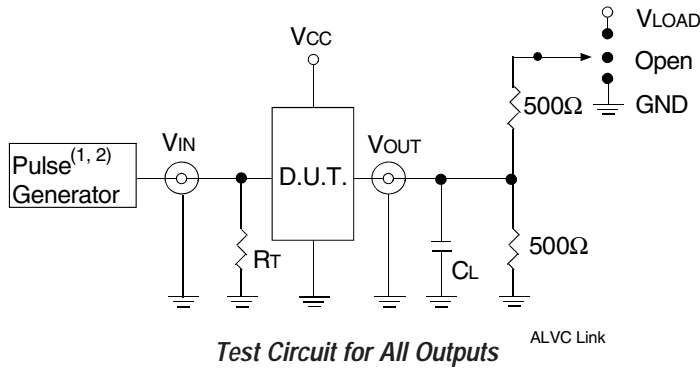 VLOAD
VCC
Open
500Ω
GND
VIN
VOUT
Pulse(1, 2)
Generator
D.U.T.
500Ω
RT
CL
ALVC Link
Test Circuit for All Outputs